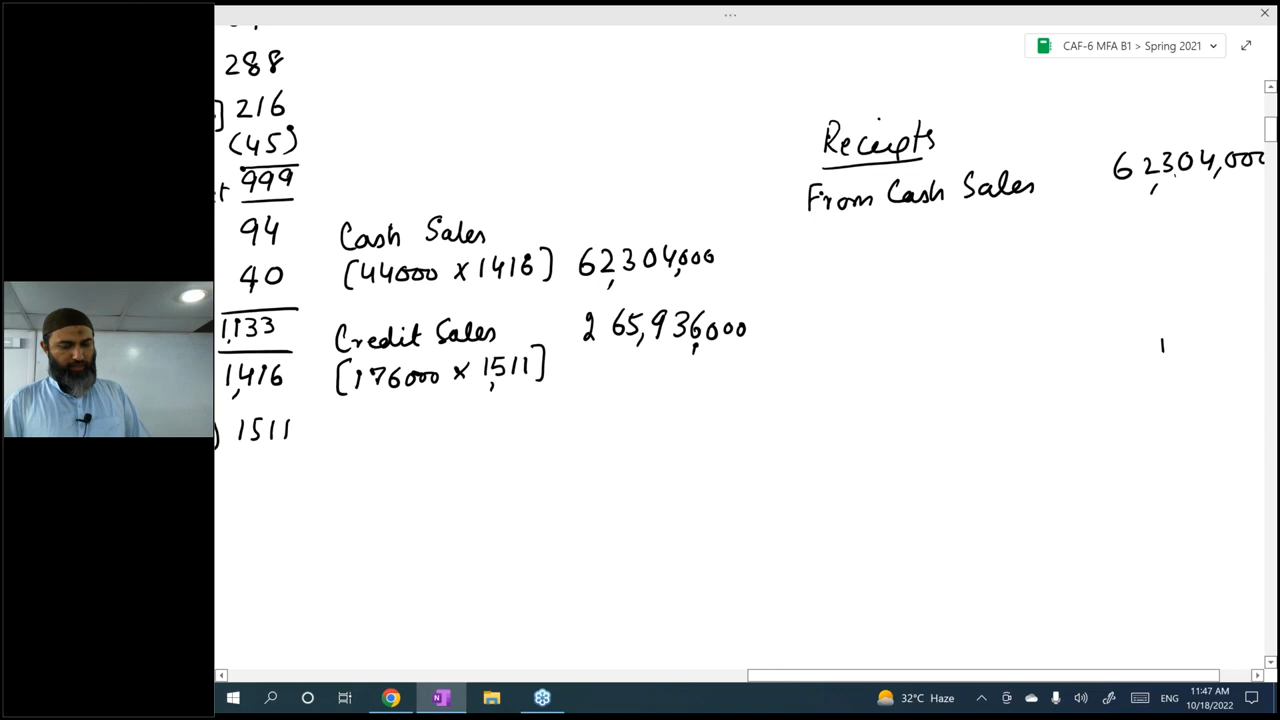 CAF-6 MFA B1 > Spring 2021
288
] 216
(45)
999
94
40
1,133
1,416
) 1511
Cash Sales
[44000 × 1416] 62,304,000
Credit Sales 265,936,000
[176000 × 1,511]
Receipts
From Cash Sales 62,304,000
32°C Haze
ENG
11:47 AM
10/18/2022